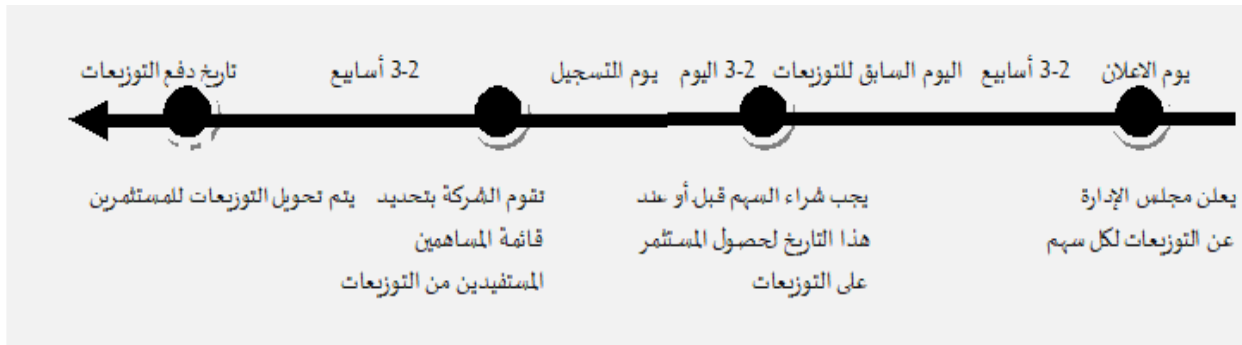 يوم الاعلان
2-3 أسابيع
اليوم السابق للتوزيعات
2-3 اليوم
يوم التسجيل
2-3 أسابيع
تاريخ دفع التوزيعات
يعلن مجلس الإدارة
عن التوزيعات لكل سهم
يجب شراء السهم قبل أو عند
هذا التاريخ لحصول المستثمر
على التوزيعات
تقوم الشركة بتحديد
قائمة المساهمين
المستفيدين من التوزيعات
يتم تحويل التوزيعات للمستثمرين